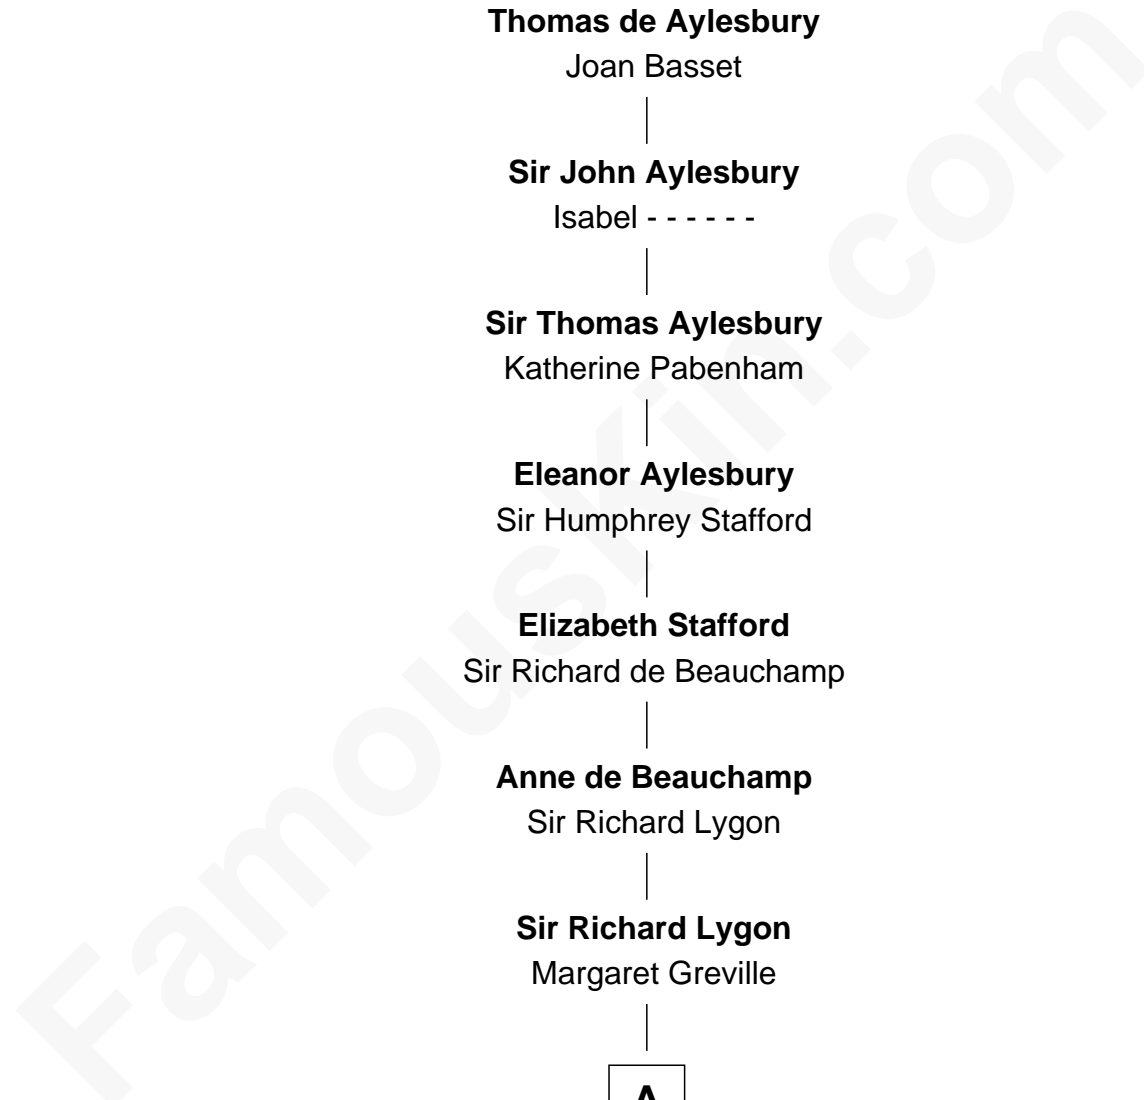 Thomas de Aylesbury
Joan Basset
Sir John Aylesbury
Isabel - - - - - -
Sir Thomas Aylesbury
Katherine Pabenham
Eleanor Aylesbury
Sir Humphrey Stafford
Elizabeth Stafford
Sir Richard de Beauchamp
Anne de Beauchamp
Sir Richard Lygon
Sir Richard Lygon
Margaret Greville
A
FamousKin.com